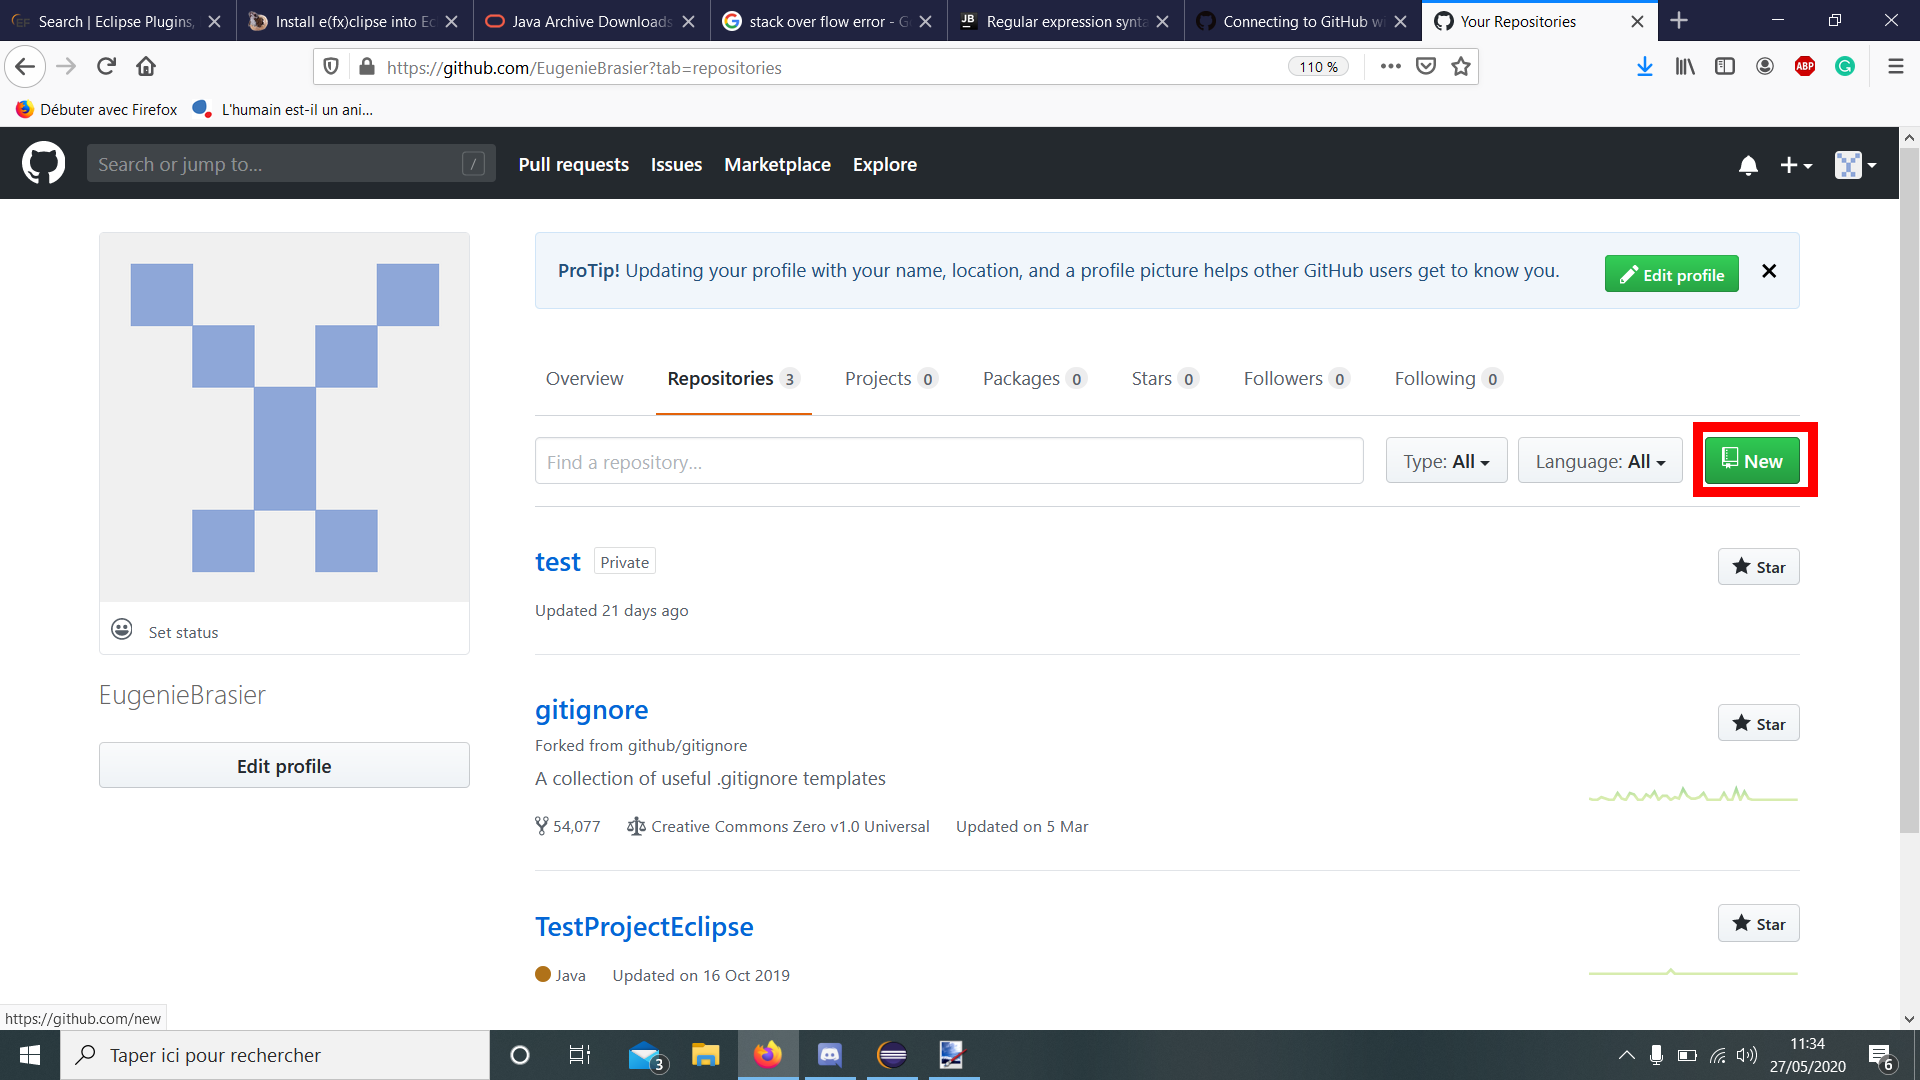 Search | Eclipse Plugins, Install e(fx)clipse into Ec Java Archive Downloads stack over flow error - G JB Regular expression synta Connecting to GitHub wi Your Repositories
https://github.com/EugenieBrasier?tab=repositories 110 % ABP
Débuter avec Firefox L'humain est-il un ani...
Search or jump to... / Pull requests Issues Marketplace Explore
ProTip! Updating your profile with your name, location, and a profile picture helps other GitHub users get to know you. Edit profile
Overview Repositories 3 Projects 0 Packages 0 Stars 0 Followers 0 Following 0
Find a repository... Type: All Language: All New
test Private Star
Updated 21 days ago
Set status
EugenieBrasier
Edit profile
gitignore Star
Forked from github/gitignore
A collection of useful .gitignore templates
54,077 Creative Commons Zero v1.0 Universal Updated on 5 Mar
TestProjectEclipse Star
Java Updated on 16 Oct 2019
https://github.com/new
Taper ici pour rechercher 3 11:34
27/05/2020 6